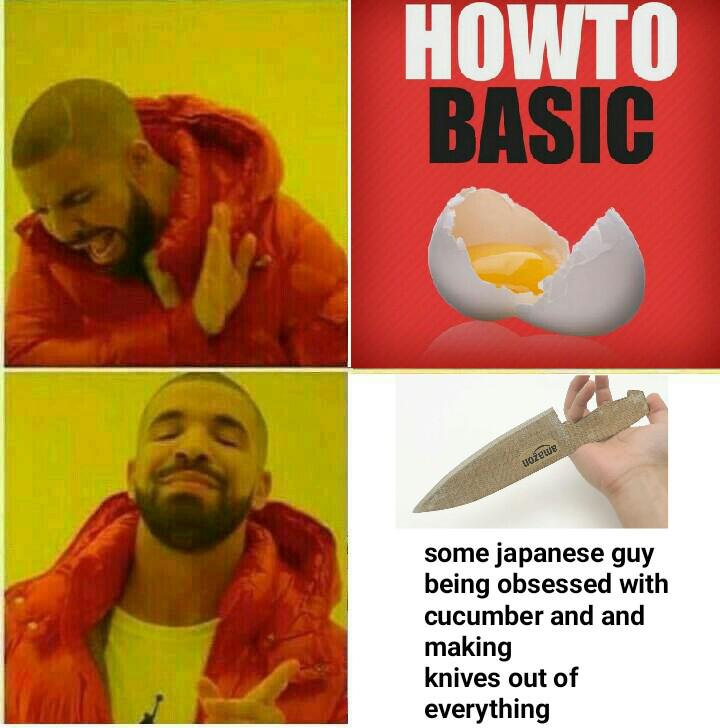 HOWTO
BASIC
amazon
some japanese guy
being obsessed with
cucumber and and
making
knives out of
everything